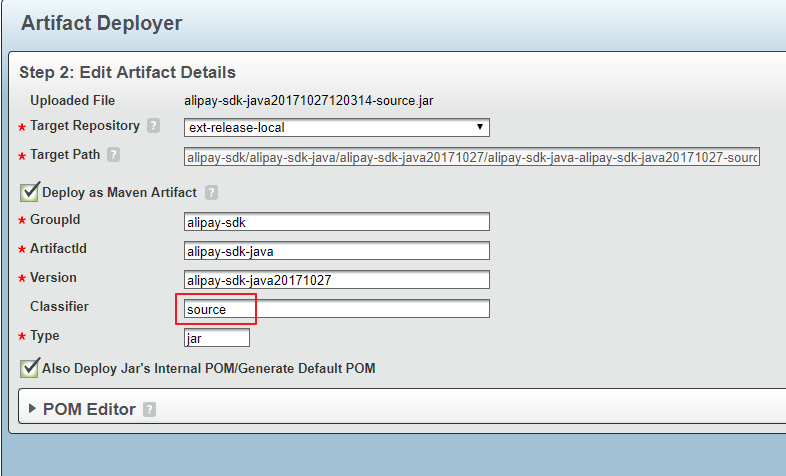 Artifact Deployer
Step 2: Edit Artifact Details
Uploaded File alipay-sdk-java20171027120314-source.jar
* Target Repository ? ext-release-local
* Target Path ? alipay-sdk/alipay-sdk-java/alipay-sdk-java20171027/alipay-sdk-java-alipay-sdk-java20171027-sourc
Deploy as Maven Artifact ?
* GroupId alipay-sdk
* ArtifactId alipay-sdk-java
* Version alipay-sdk-java20171027
Classifier source
* Type jar
Also Deploy Jar's Internal POM/Generate Default POM
POM Editor ?